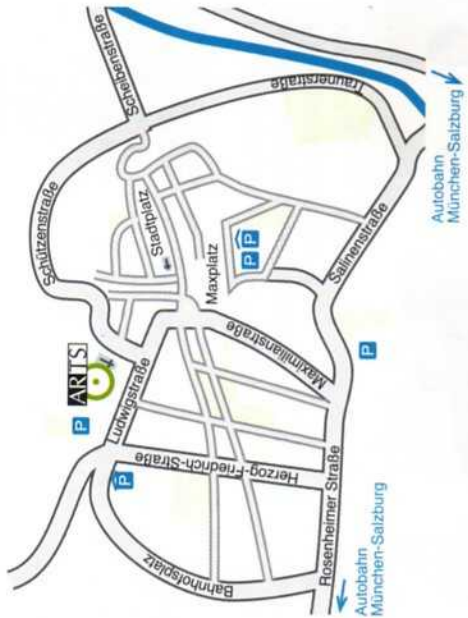 Scheibenstraße
Schützenstraße
Traunerstraße
Stadtplatz
Maxplatz
P P
ARTS
P
Ludwigstraße
Salinenstraße
Maximilianstraße
P
P
Herzog-Friedrich-Straße
Bahnhofsplatz
Rosenheimer Straße
Autobahn
München-Salzburg
Autobahn
München-Salzburg